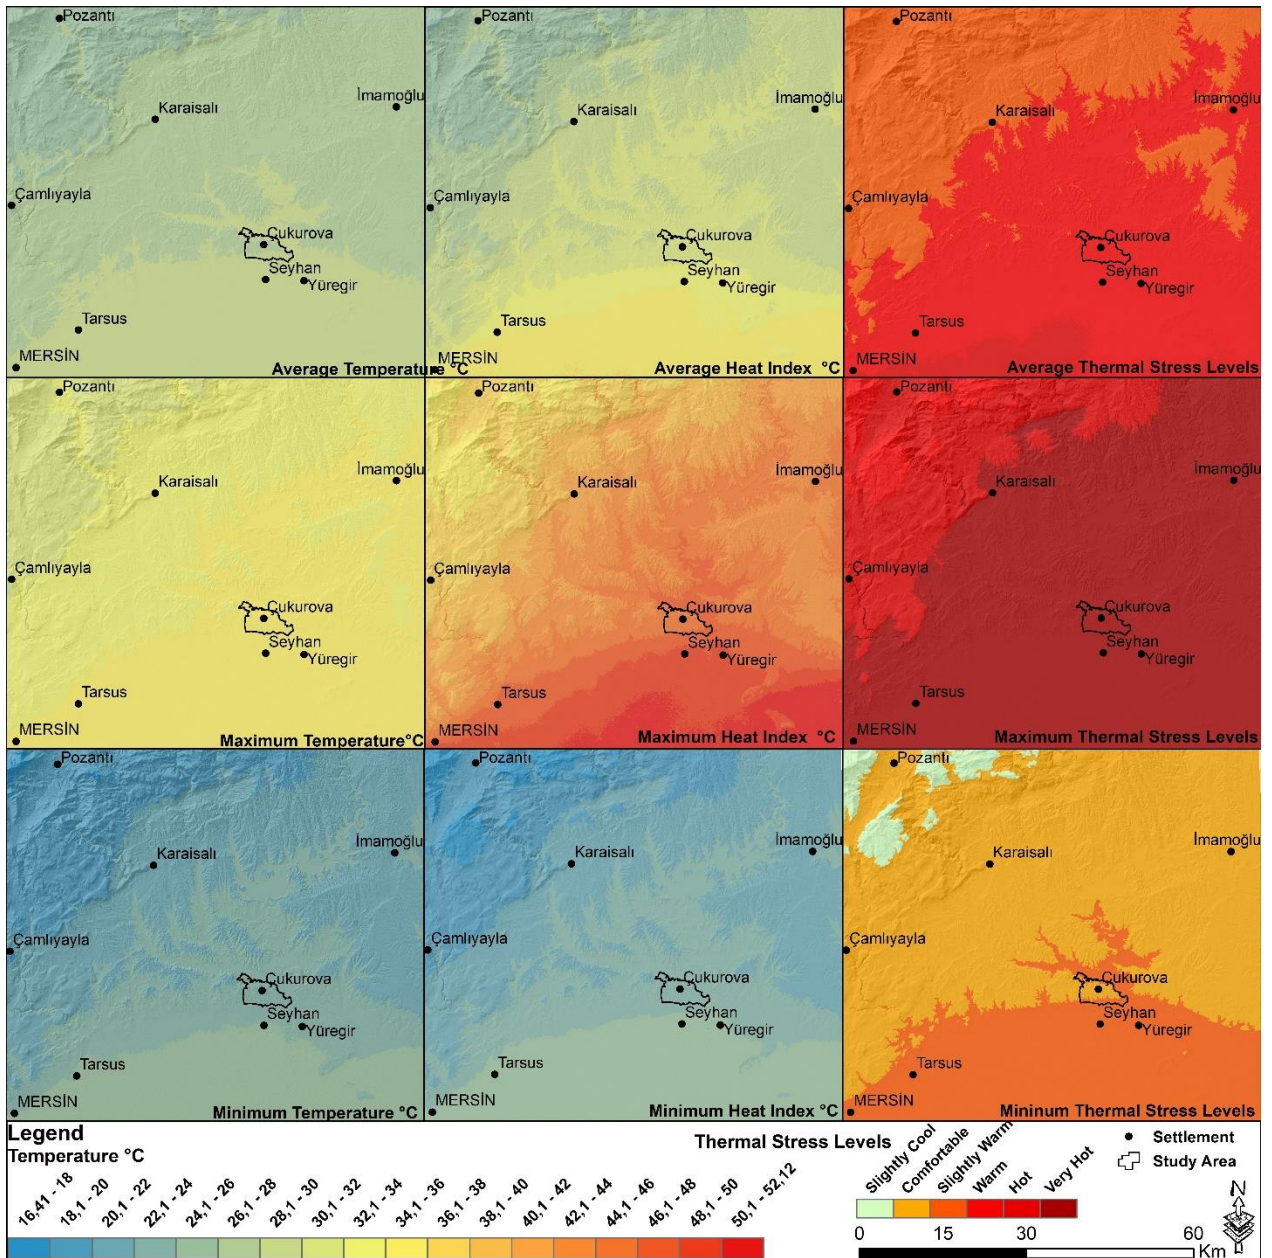 Pozantı
Karaisalı
İmamoğlu
Çamlıyayla
Çukurova
Seyhan
Yüregir
Tarsus
MERSİN
Average Temperature °C
Pozantı
Karaisalı
İmamoğlu
Çamlıyayla
Çukurova
Seyhan
Yüregir
Tarsus
MERSİN
Average Heat Index °C
Pozantı
Karaisalı
İmamoğlu
Çamlıyayla
Çukurova
Seyhan
Yüregir
Tarsus
MERSİN
Average Thermal Stress Levels
Pozantı
Karaisalı
İmamoğlu
Çamlıyayla
Çukurova
Seyhan
Yüregir
Tarsus
MERSİN
Maximum Temperature°C
Pozantı
Karaisalı
İmamoğlu
Çamlıyayla
Çukurova
Seyhan
Yüregir
Tarsus
MERSİN
Maximum Heat Index °C
Pozantı
Karaisalı
İmamoğlu
Çamlıyayla
Çukurova
Seyhan
Yüregir
Tarsus
MERSİN
Maximum Thermal Stress Levels
Pozantı
Karaisalı
İmamoğlu
Çamlıyayla
Çukurova
Seyhan
Yüregir
Tarsus
MERSİN
Minimum Temperature °C
Pozantı
Karaisalı
İmamoğlu
Çamlıyayla
Çukurova
Seyhan
Yüregir
Tarsus
MERSİN
Minimum Heat Index °C
Pozantı
Karaisalı
İmamoğlu
Çamlıyayla
Çukurova
Seyhan
Yüregir
Tarsus
MERSİN
Mininum Thermal Stress Levels
Legend
Temperature °C
16,41 - 18
18,1 - 20
20,1 - 22
22,1 - 24
24,1 - 26
26,1 - 28
28,1 - 30
30,1 - 32
32,1 - 34
34,1 - 36
36,1 - 38
38,1 - 40
40,1 - 42
42,1 - 44
44,1 - 46
46,1 - 48
48,1 - 50
50,1 - 52,12
Thermal Stress Levels
Slightly Cool
Comfortable
Slightly Warm
Warm
Hot
Very Hot
Settlement
Study Area
N
0 15 30 60
Km